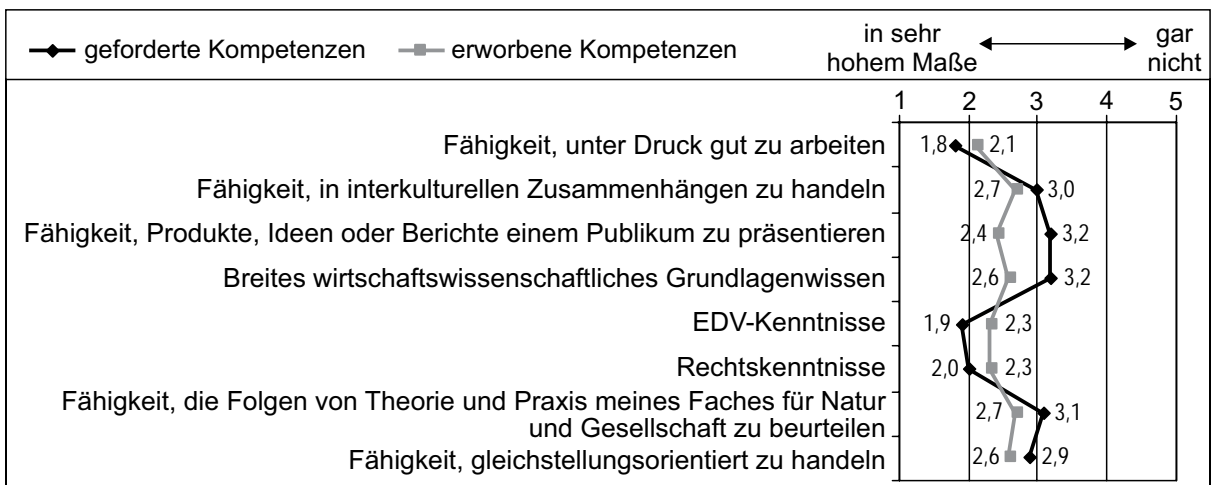 geforderte Kompetenzen erworbene Kompetenzen in sehr hohem Maße gar nicht
1 2 3 4 5
Fähigkeit, unter Druck gut zu arbeiten 1,8 2,1
Fähigkeit, in interkulturellen Zusammenhängen zu handeln 2,7 3,0
Fähigkeit, Produkte, Ideen oder Berichte einem Publikum zu präsentieren 2,4 3,2
Breites wirtschaftswissenschaftliches Grundlagenwissen 2,6 3,2
EDV-Kenntnisse 1,9 2,3
Rechtskenntnisse 2,0 2,3
Fähigkeit, die Folgen von Theorie und Praxis meines Faches für Natur
und Gesellschaft zu beurteilen 2,7 3,1
Fähigkeit, gleichstellungsorientiert zu handeln 2,6 2,9